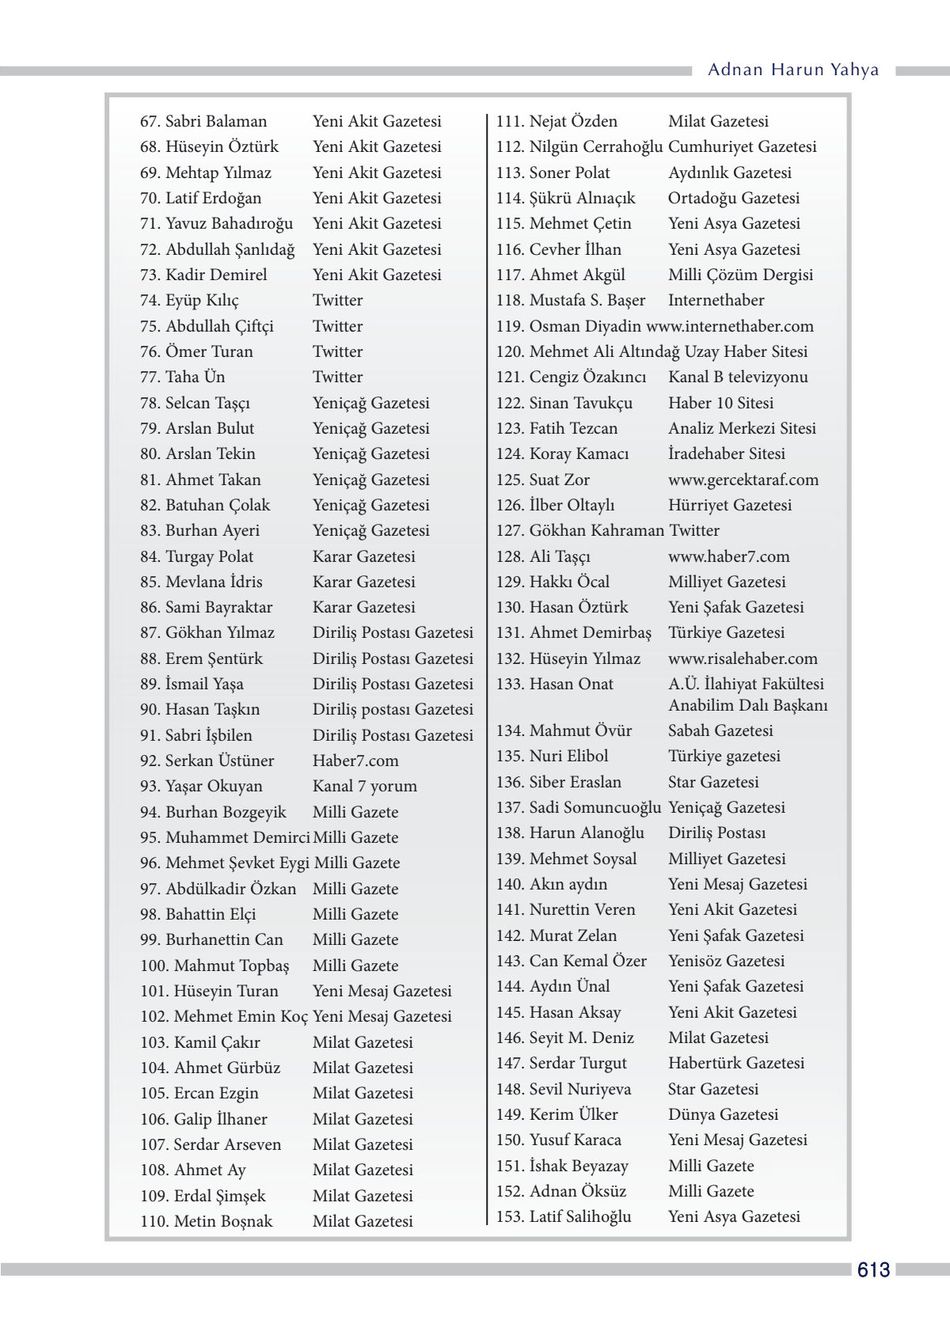 Adnan Harun Yahya
67. Sabri Balaman Yeni Akit Gazetesi
68. Hüseyin Öztürk Yeni Akit Gazetesi
69. Mehtap Yılmaz Yeni Akit Gazetesi
70. Latif Erdoğan Yeni Akit Gazetesi
71. Yavuz Bahadıroğu Yeni Akit Gazetesi
72. Abdullah Şanlıdağ Yeni Akit Gazetesi
73. Kadir Demirel Yeni Akit Gazetesi
74. Eyüp Kılıç Twitter
75. Abdullah Çiftçi Twitter
76. Ömer Turan Twitter
77. Taha Ün Twitter
78. Selcan Taşçı Yeniçağ Gazetesi
79. Arslan Bulut Yeniçağ Gazetesi
80. Arslan Tekin Yeniçağ Gazetesi
81. Ahmet Takan Yeniçağ Gazetesi
82. Batuhan Çolak Yeniçağ Gazetesi
83. Burhan Ayeri Yeniçağ Gazetesi
84. Turgay Polat Karar Gazetesi
85. Mevlana İdris Karar Gazetesi
86. Sami Bayraktar Karar Gazetesi
87. Gökhan Yılmaz Diriliş Postası Gazetesi
88. Erem Şentürk Diriliş Postası Gazetesi
89. İsmail Yaşa Diriliş Postası Gazetesi
90. Hasan Taşkın Diriliş postası Gazetesi
91. Sabri İşbilen Diriliş Postası Gazetesi
92. Serkan Üstüner Haber7.com
93. Yaşar Okuyan Kanal 7 yorum
94. Burhan Bozgeyik Milli Gazete
95. Muhammet Demirci Milli Gazete
96. Mehmet Şevket Eygi Milli Gazete
97. Abdülkadir Özkan Milli Gazete
98. Bahattin Elçi Milli Gazete
99. Burhanettin Can Milli Gazete
100. Mahmut Topbaş Milli Gazete
101. Hüseyin Turan Yeni Mesaj Gazetesi
102. Mehmet Emin Koç Yeni Mesaj Gazetesi
103. Kamil Çakır Milat Gazetesi
104. Ahmet Gürbüz Milat Gazetesi
105. Ercan Ezgin Milat Gazetesi
106. Galip İlhaner Milat Gazetesi
107. Serdar Arseven Milat Gazetesi
108. Ahmet Ay Milat Gazetesi
109. Erdal Şimşek Milat Gazetesi
110. Metin Boşnak Milat Gazetesi
111. Nejat Özden Milat Gazetesi
112. Nilgün Cerrahoğlu Cumhuriyet Gazetesi
113. Soner Polat Aydınlık Gazetesi
114. Şükrü Alnıaçık Ortadoğu Gazetesi
115. Mehmet Çetin Yeni Asya Gazetesi
116. Cevher İlhan Yeni Asya Gazetesi
117. Ahmet Akgül Milli Çözüm Dergisi
118. Mustafa S. Başer Internethaber
119. Osman Diyadin www.internethaber.com
120. Mehmet Ali Altındağ Uzay Haber Sitesi
121. Cengiz Özakıncı Kanal B televizyonu
122. Sinan Tavukçu Haber 10 Sitesi
123. Fatih Tezcan Analiz Merkezi Sitesi
124. Koray Kamacı İradehaber Sitesi
125. Suat Zor www.gercektaraf.com
126. İlber Oltaylı Hürriyet Gazetesi
127. Gökhan Kahraman Twitter
128. Ali Taşçı www.haber7.com
129. Hakkı Öcal Milliyet Gazetesi
130. Hasan Öztürk Yeni Şafak Gazetesi
131. Ahmet Demirbaş Türkiye Gazetesi
132. Hüseyin Yılmaz www.risalehaber.com
133. Hasan Onat A.Ü. İlahiyat Fakültesi
Anabilim Dalı Başkanı
134. Mahmut Övür Sabah Gazetesi
135. Nuri Elibol Türkiye gazetesi
136. Siber Eraslan Star Gazetesi
137. Sadi Somuncuoğlu Yeniçağ Gazetesi
138. Harun Alanoğlu Diriliş Postası
139. Mehmet Soysal Milliyet Gazetesi
140. Akın aydın Yeni Mesaj Gazetesi
141. Nurettin Veren Yeni Akit Gazetesi
142. Murat Zelan Yeni Şafak Gazetesi
143. Can Kemal Özer Yenisöz Gazetesi
144. Aydın Ünal Yeni Şafak Gazetesi
145. Hasan Aksay Yeni Akit Gazetesi
146. Seyit M. Deniz Milat Gazetesi
147. Serdar Turgut Habertürk Gazetesi
148. Sevil Nuriyeva Star Gazetesi
149. Kerim Ülker Dünya Gazetesi
150. Yusuf Karaca Yeni Mesaj Gazetesi
151. İshak Beyazay Milli Gazete
152. Adnan Öksüz Milli Gazete
153. Latif Salihoğlu Yeni Asya Gazetesi
613